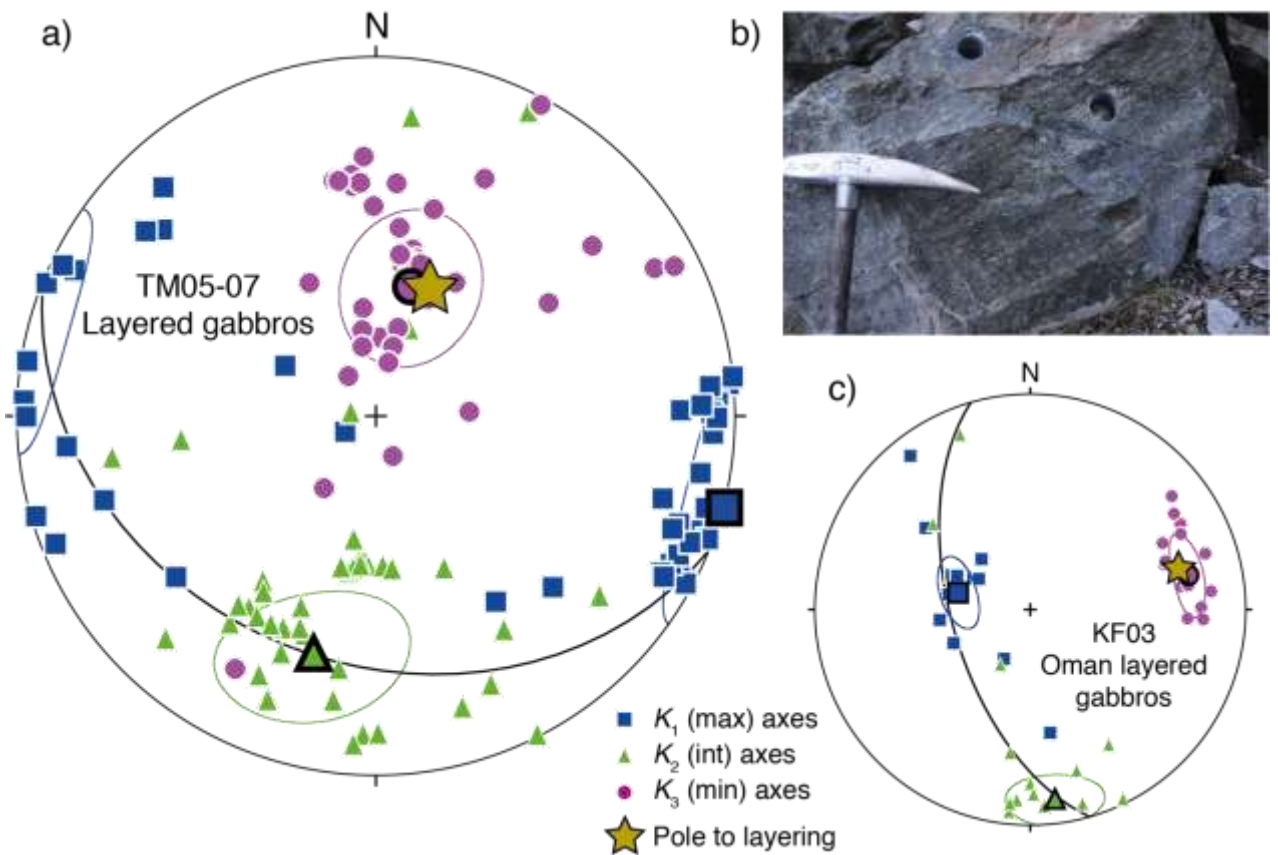 a)
N
TM05-07
Layered gabbros
b)
c)
N
KF03
Oman layered
gabbros
K₁ (max) axes
K₂ (int) axes
K₃ (min) axes
Pole to layering